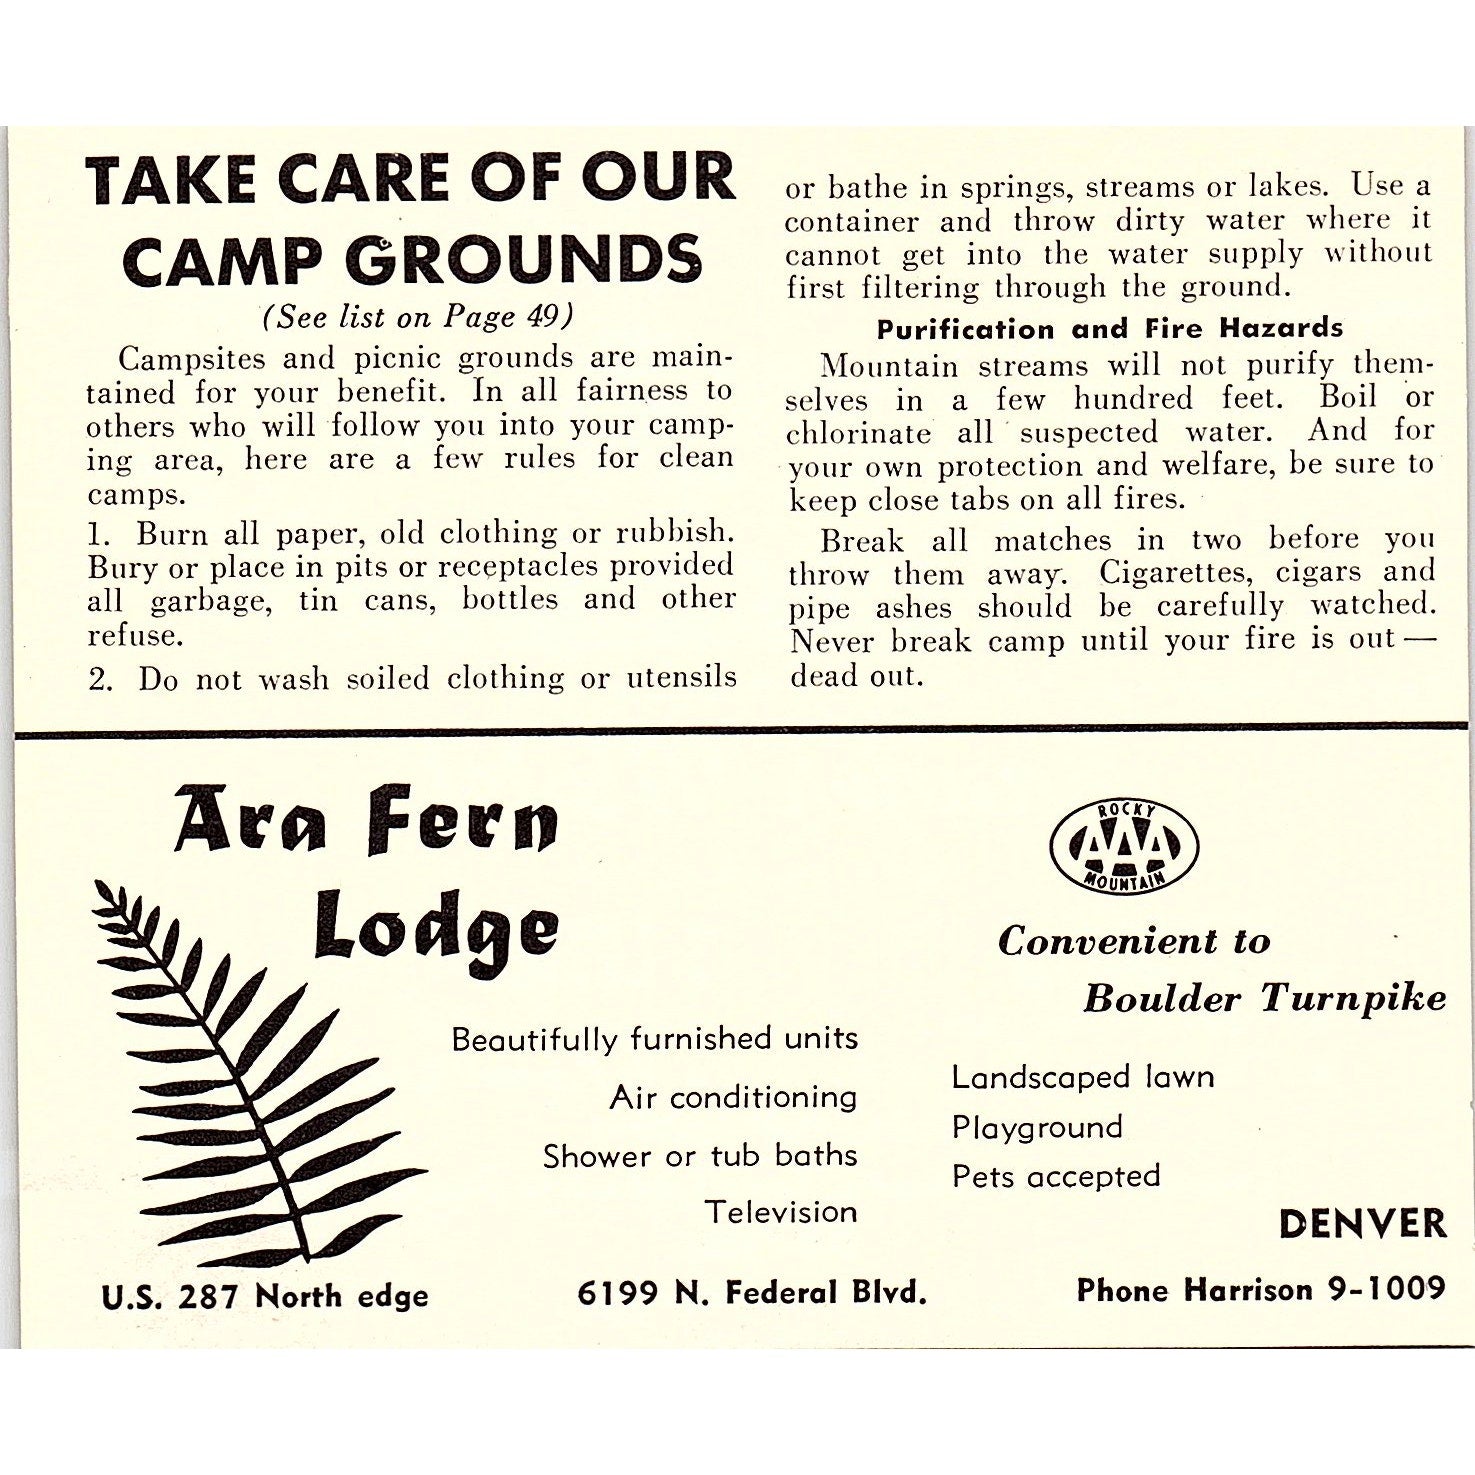 TAKE CARE OF OUR
CAMP GROUNDS
(See list on Page 49)
Campsites and picnic grounds are main-
tained for your benefit. In all fairness to
others who will follow you into your camp-
ing area, here are a few rules for clean
camps.
1. Burn all paper, old clothing or rubbish.
Bury or place in pits or receptacles provided
all garbage, tin cans, bottles and other
refuse.
2. Do not wash soiled clothing or utensils
or bathe in springs, streams or lakes. Use a
container and throw dirty water where it
cannot get into the water supply without
first filtering through the ground.
Purification and Fire Hazards
Mountain streams will not purify them-
selves in a few hundred feet. Boil or
chlorinate all suspected water. And for
your own protection and welfare, be sure to
keep close tabs on all fires.
Break all matches in two before you
throw them away. Cigarettes, cigars and
pipe ashes should be carefully watched.
Never break camp until your fire is out —
dead out.
Ara Fern
Lodge
Beautifully furnished units
Air conditioning
Shower or tub baths
Television
ROCKY
AAA
MOUNTAIN
Convenient to
Boulder Turnpike
Landscaped lawn
Playground
Pets accepted
DENVER
U.S. 287 North edge
6199 N. Federal Blvd.
Phone Harrison 9-1009